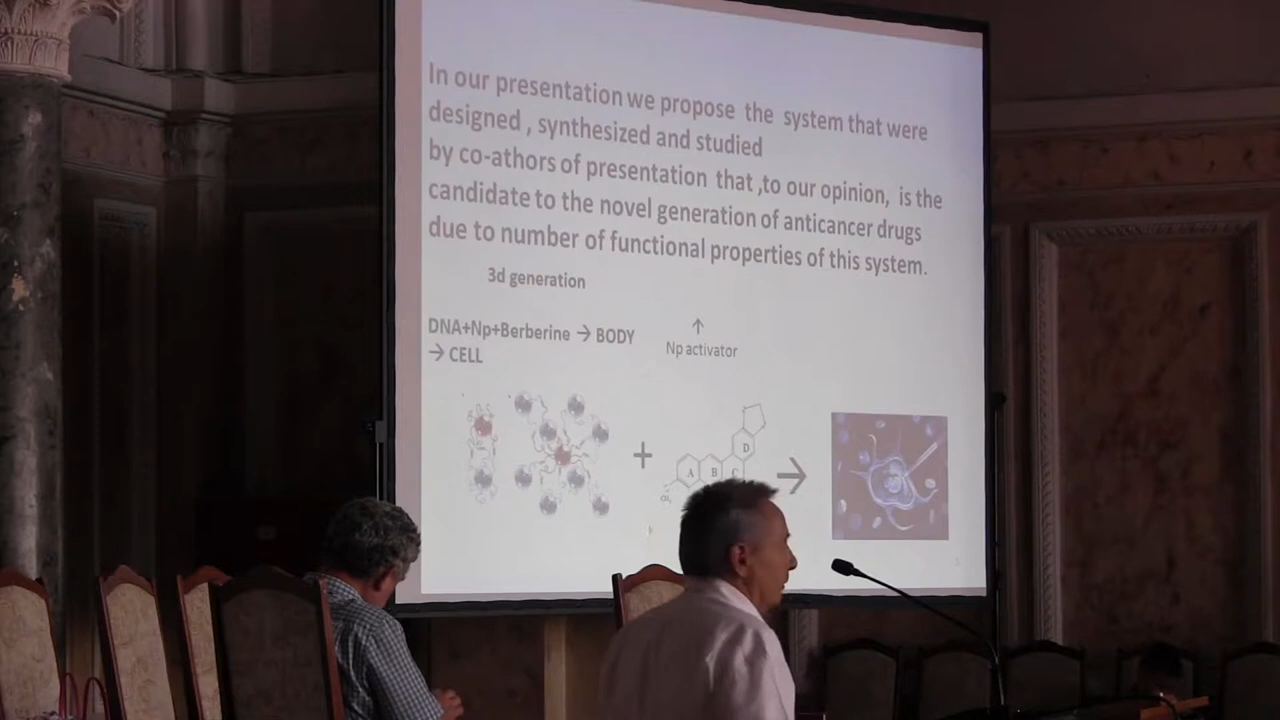 In our presentation we propose the system that were
designed , synthesized and studied
by co-athors of presentation that ,to our opinion, is the
candidate to the novel generation of anticancer drugs
due to number of functional properties of this system.
3d generation
DNA+Np+Berberine → BODY
→ CELL
↑
Np activator
+
A B C D
→